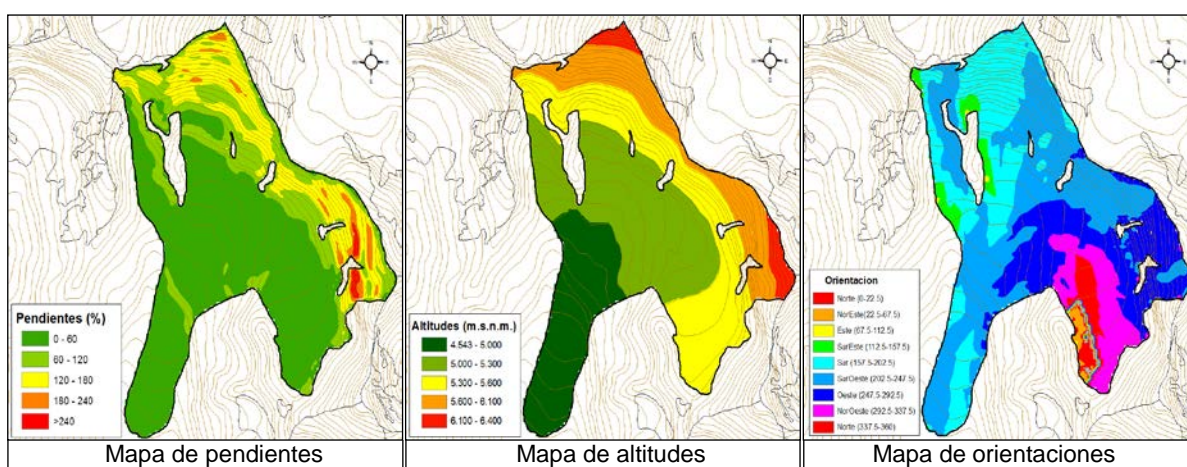 Pendientes (%)
0 - 60
60 - 120
120 - 180
180 - 240
>240
Mapa de pendientes
Altitudes (m.s.n.m.)
4.543 - 5.000
5.000 - 5.300
5.300 - 5.600
5.600 - 6.100
6.100 - 6.400
Mapa de altitudes
Orientacion
Norte (0-22.5)
NorEste (22.5-67.5)
Este (67.5-112.5)
SurEste (112.5-157.5)
Sur (157.5-202.5)
SurOeste (202.5-247.5)
Oeste (247.5-292.5)
NorOeste (292.5-337.5)
Norte (337.5-360)
Mapa de orientaciones